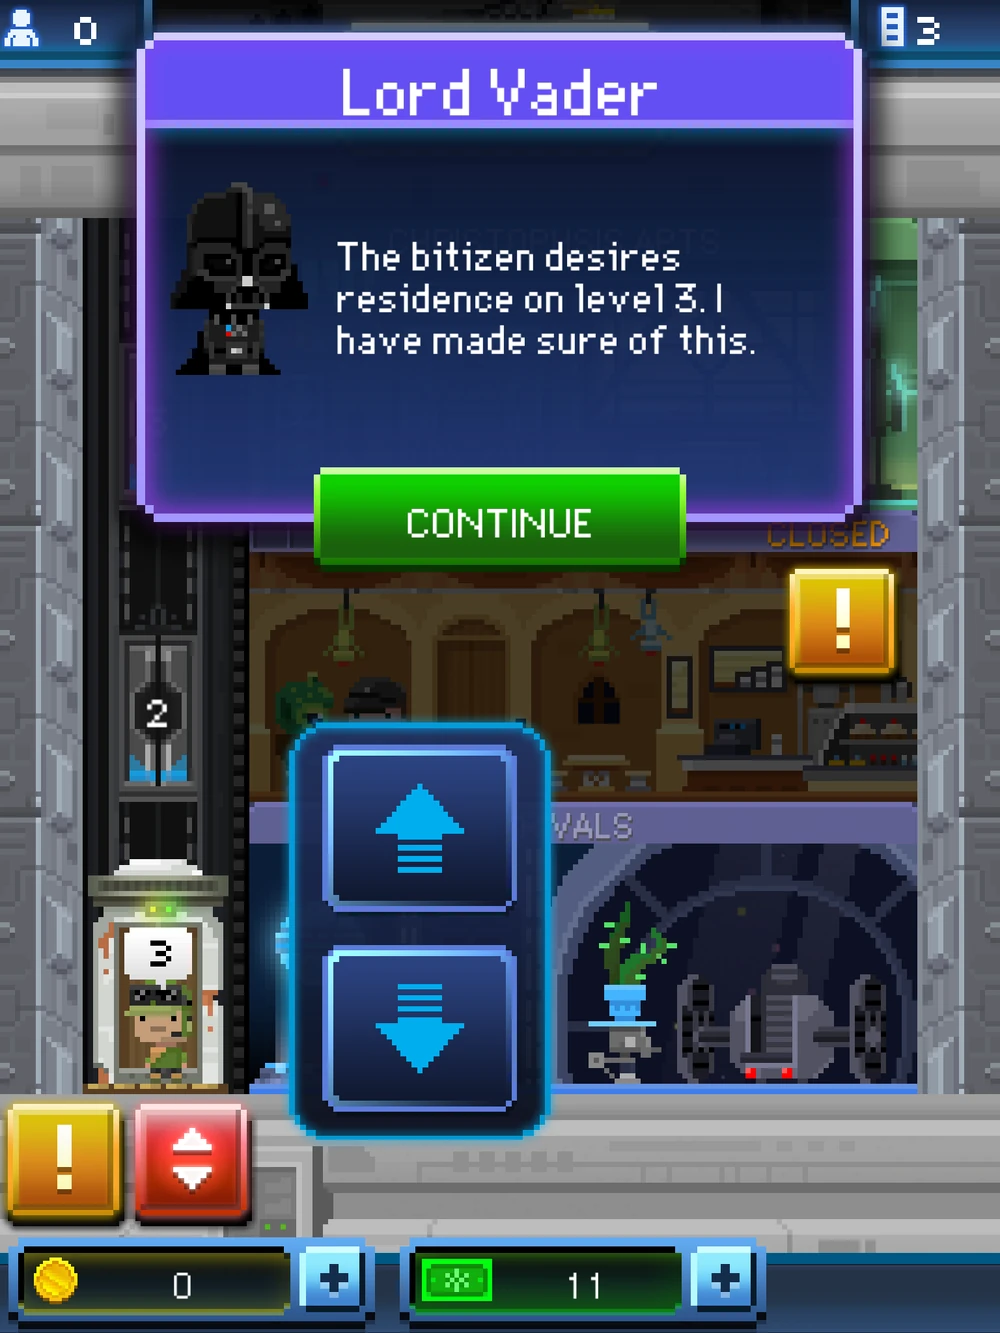 0
3
Lord Vader
The bitizen desires
residence on level 3. I
have made sure of this.
CONTINUE
CLOSED
2
VALS
3
0
11